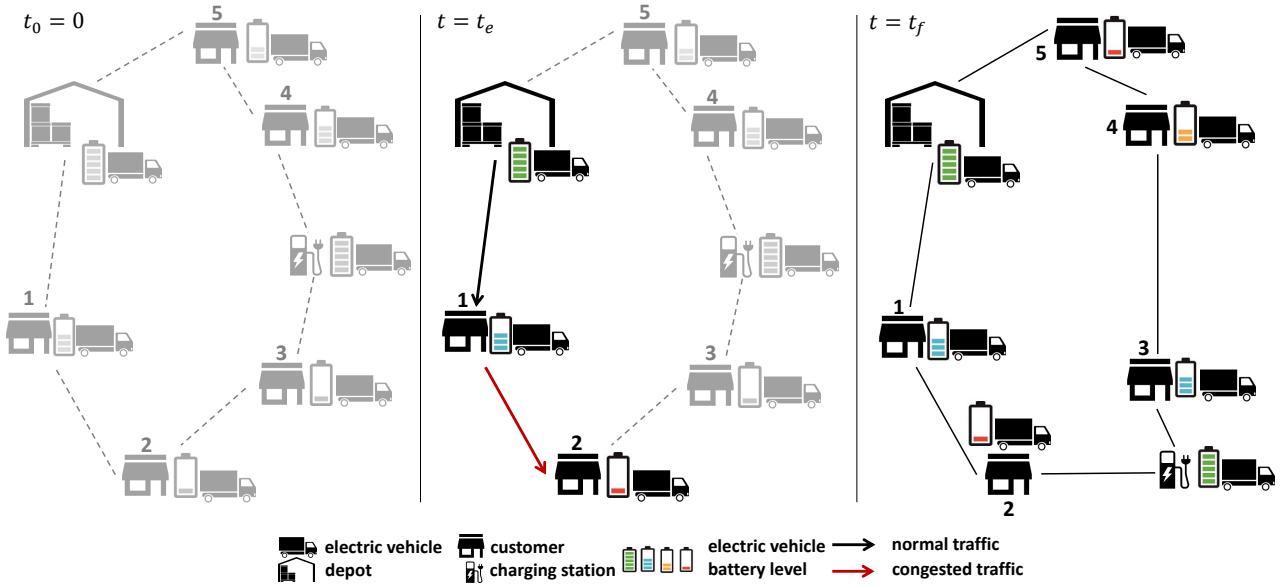 t₀ = 0
5
4
1
3
2
t = tₑ
5
4
1
3
2
t = t_f
5
4
1
3
2
electric vehicle
customer
electric vehicle
normal traffic
depot
charging station
battery level
congested traffic